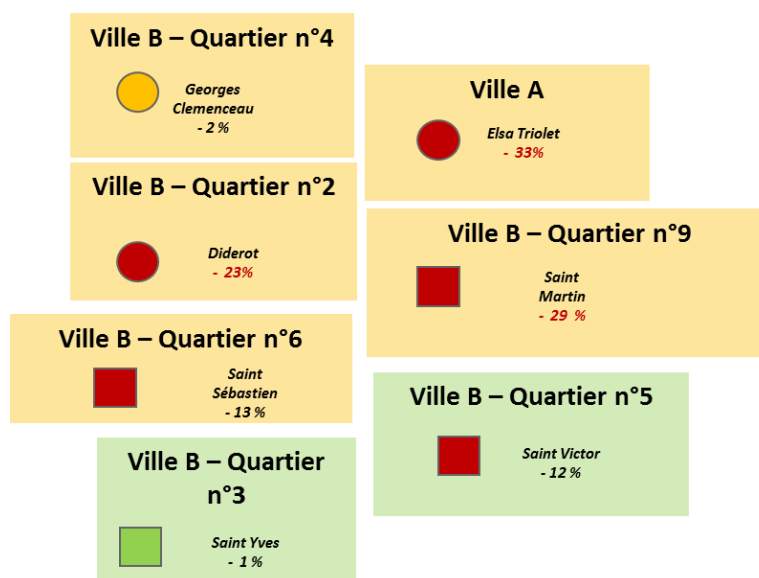 Ville B – Quartier n°4
Georges
Clemenceau
- 2 %
Ville A
Elsa Triolet
- 33%
Ville B – Quartier n°2
Diderot
- 23%
Ville B – Quartier n°9
Saint
Martin
- 29 %
Ville B – Quartier n°6
Saint
Sébastien
- 13 %
Ville B – Quartier n°5
Saint Victor
- 12 %
Ville B – Quartier
n°3
Saint Yves
- 1 %